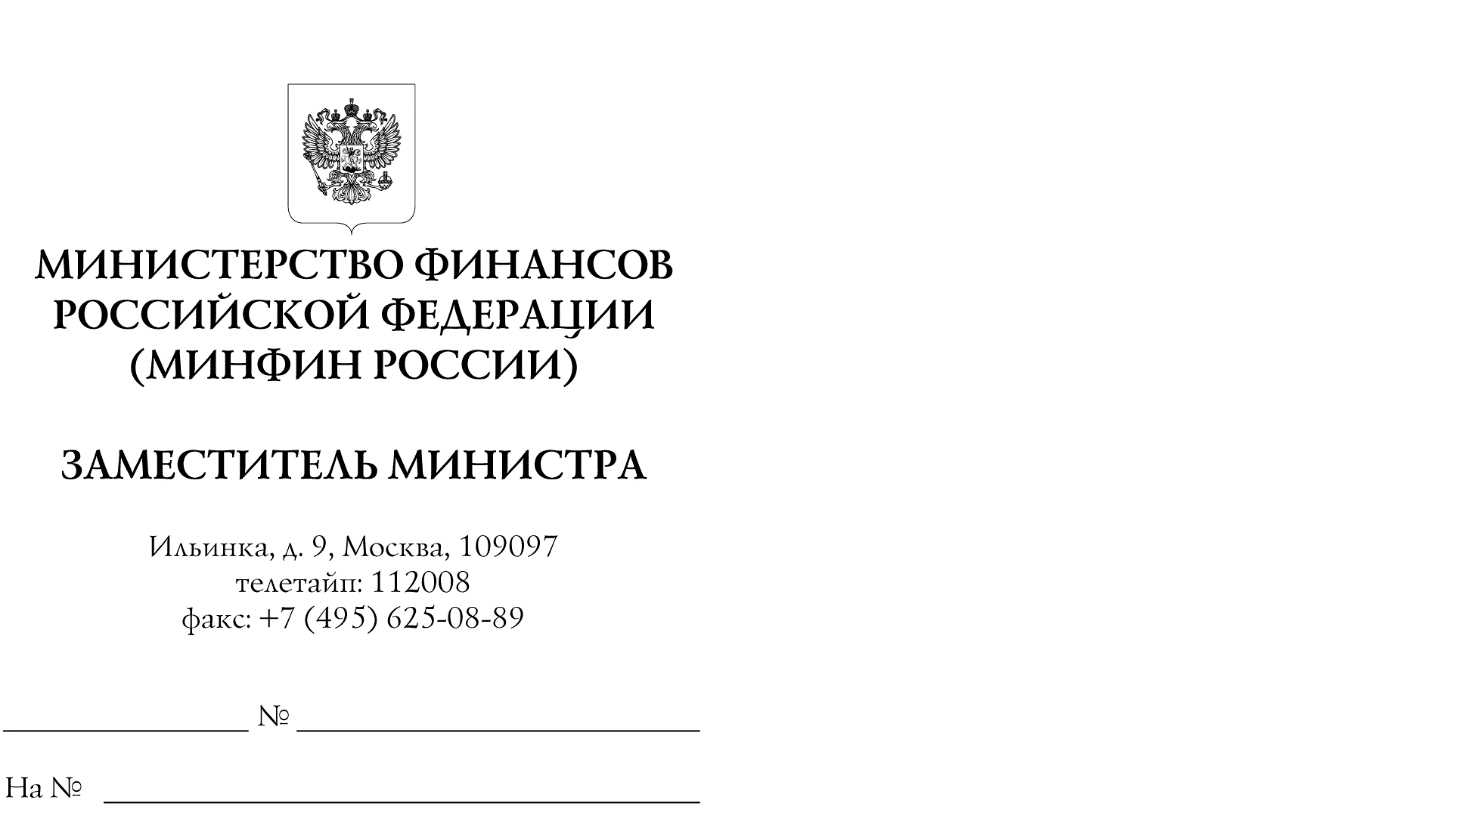 МИНИСТЕРСТВО ФИНАНСОВ
РОССИЙСКОЙ ФЕДЕРАЦИИ
(МИНФИН РОССИИ)
ЗАМЕСТИТЕЛЬ МИНИСТРА
Ильинка, д. 9, Москва, 109097
телетайп: 112008
факс: +7 (495) 625-08-89
№
На №